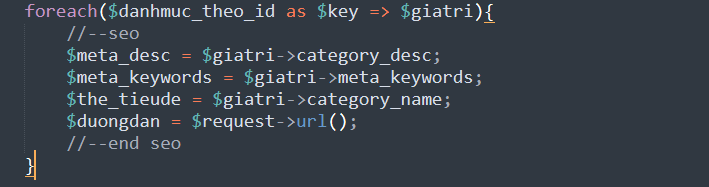 foreach($danhmuc_theo_id as $key => $giatri){
//--seo
$meta_desc = $giatri->category_desc;
$meta_keywords = $giatri->meta_keywords;
$the_tieude = $giatri->category_name;
$duongdan = $request->url();
//--end seo
}